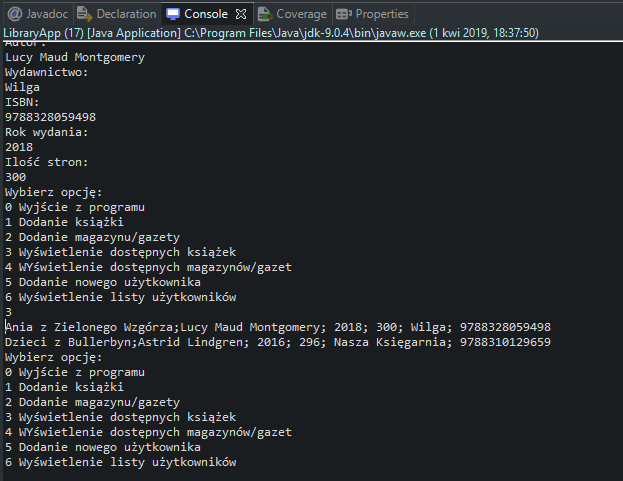 Javadoc Declaration Console Coverage Properties
LibraryApp (17) [Java Application] C:\Program Files\Java\jdk-9.0.4\bin\javaw.exe (1 kwi 2019, 18:37:50)
Autor:
Lucy Maud Montgomery
Wydawnictwo:
Wilga
ISBN:
9788328059498
Rok wydania:
2018
Ilość stron:
300
Wybierz opcję:
0 Wyjście z programu
1 Dodanie książki
2 Dodanie magazynu/gazety
3 Wyświetlenie dostępnych książek
4 WYświetlenie dostępnych magazynów/gazet
5 Dodanie nowego użytkownika
6 Wyświetlenie listy użytkowników
3
Ania z Zielonego Wzgórza;Lucy Maud Montgomery; 2018; 300; Wilga; 9788328059498
Dzieci z Bullerbyn;Astrid Lindgren; 2016; 296; Nasza Księgarnia; 9788310129659
Wybierz opcję:
0 Wyjście z programu
1 Dodanie książki
2 Dodanie magazynu/gazety
3 Wyświetlenie dostępnych książek
4 WYświetlenie dostępnych magazynów/gazet
5 Dodanie nowego użytkownika
6 Wyświetlenie listy użytkowników